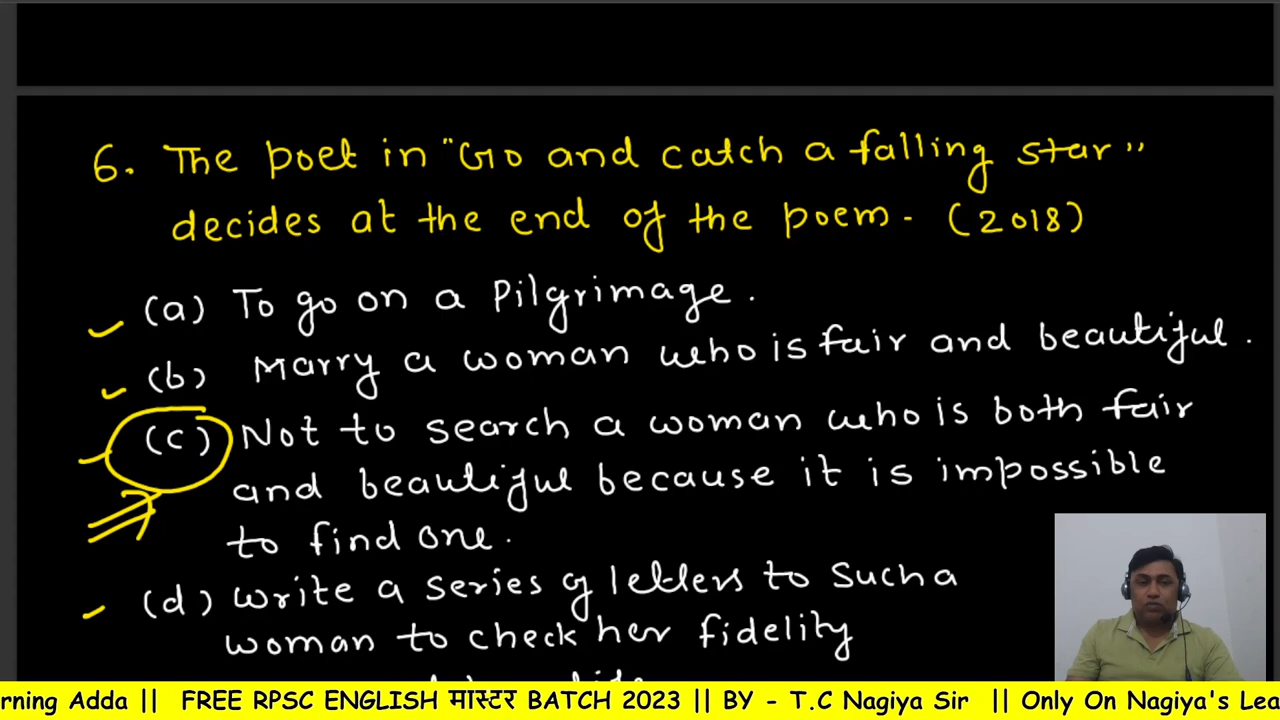 6. The poet in "Go and catch a falling star"
decides at the end of the poem - (2018)
(a) To go on a Pilgrimage.
(b) Marry a woman who is fair and beautiful.
(c) Not to search a woman who is both fair
and beautiful because it is impossible
to find one.
(d) Write a series of letters to such a
woman to check her fidelity
rning Adda || FREE RPSC ENGLISH मास्टर BATCH 2023 || BY - T.C Nagiya Sir || Only On Nagiya's Lea